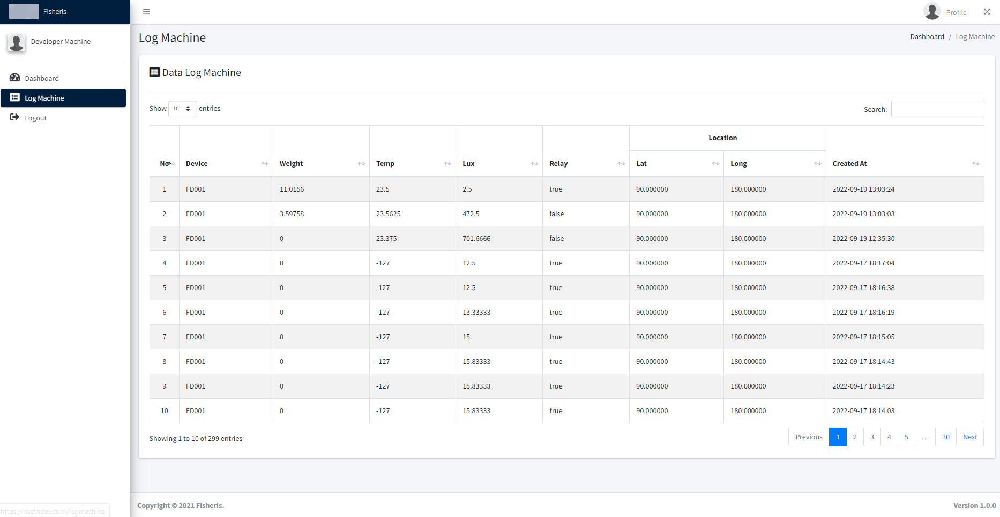 Fisheris
Profile
Developer Machine
Dashboard
Log Machine
Logout
Log Machine
Dashboard / Log Machine
Data Log Machine
Show 10 entries
Search:
Location
No Device Weight Temp Lux Relay Lat Long Created At
1 FD001 11.0156 23.5 2.5 true 90.000000 180.000000 2022-09-19 13:03:24
2 FD001 3.59758 23.5625 472.5 false 90.000000 180.000000 2022-09-19 13:03:03
3 FD001 0 23.375 701.6666 false 90.000000 180.000000 2022-09-19 12:35:30
4 FD001 0 -127 12.5 true 90.000000 180.000000 2022-09-17 18:17:04
5 FD001 0 -127 12.5 true 90.000000 180.000000 2022-09-17 18:16:38
6 FD001 0 -127 13.33333 true 90.000000 180.000000 2022-09-17 18:16:19
7 FD001 0 -127 15 true 90.000000 180.000000 2022-09-17 18:15:05
8 FD001 0 -127 15.83333 true 90.000000 180.000000 2022-09-17 18:14:43
9 FD001 0 -127 15.83333 true 90.000000 180.000000 2022-09-17 18:14:23
10 FD001 0 -127 15.83333 true 90.000000 180.000000 2022-09-17 18:14:03
Showing 1 to 10 of 299 entries
Previous 1 2 3 4 5 … 30 Next
Copyright © 2021 Fisheris.
Version 1.0.0
https://risetndev.com/logmachine